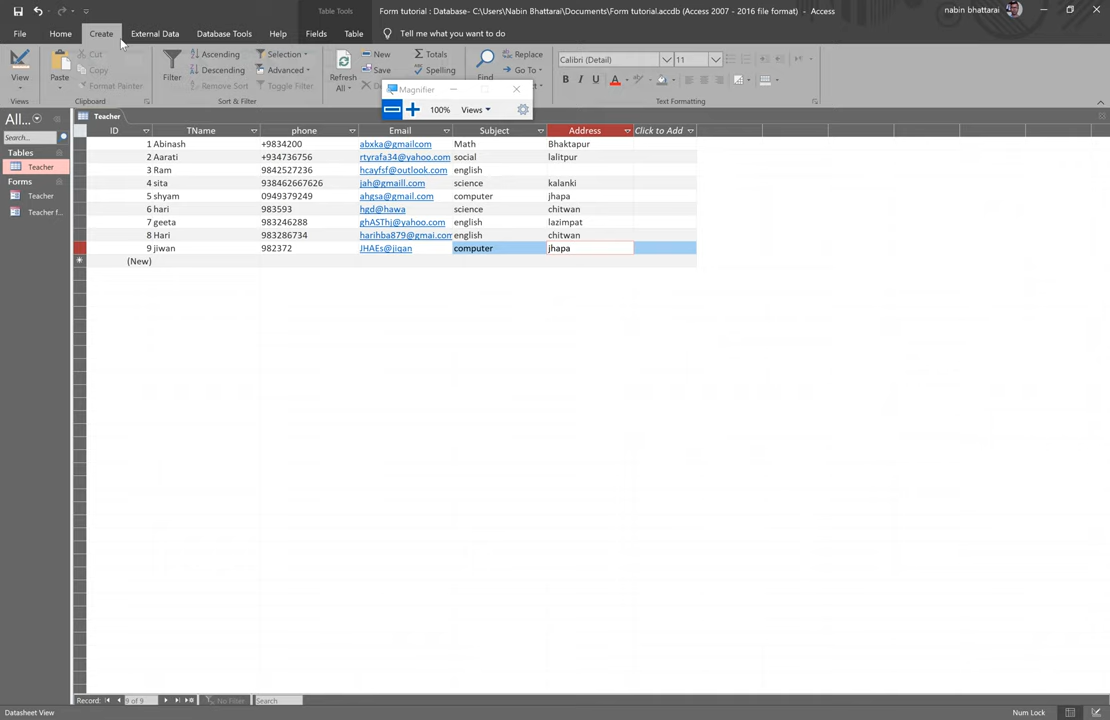 Table Tools
Form tutorial : Database- C:\Users\Nabin Bhattarai\Documents\Form tutorial.accdb (Access 2007 - 2016 file format) - Access
nabin bhattarai
File Home Create External Data Database Tools Help Fields Table Tell me what you want to do
View
Views
Paste
Cut
Copy
Format Painter
Clipboard
Filter
Ascending
Descending
Remove Sort
Selection
Advanced
Toggle Filter
Sort & Filter
Refresh
All
New
Save
Totals
Spelling
Find
Replace
Go To
Calibri (Detail) 11
B I U A
Text Formatting
Magnifier
100% Views
All...
Search...
Tables
Teacher
Forms
Teacher
Teacher f...
Teacher
ID TName phone Email Subject Address Click to Add
1 Abinash +9834200 abxka@gmailcom Math Bhaktapur
2 Aarati +934736756 rtyrafa34@yahoo.com social lalitpur
3 Ram 9842527236 hcayfsf@outlook.com english
4 sita 938462667626 jah@gmaill.com science kalanki
5 shyam 0949379249 ahgsa@gmail.com computer jhapa
6 hari 983593 hgd@hawa science chitwan
7 geeta 983246288 ghASThj@yahoo.com english lazimpat
8 Hari 983286734 harihba879@gmai.com english chitwan
9 jiwan 982372 JHAEs@jiqan computer jhapa
(New)
Record: 9 of 9 No Filter Search
Datasheet View
Num Lock